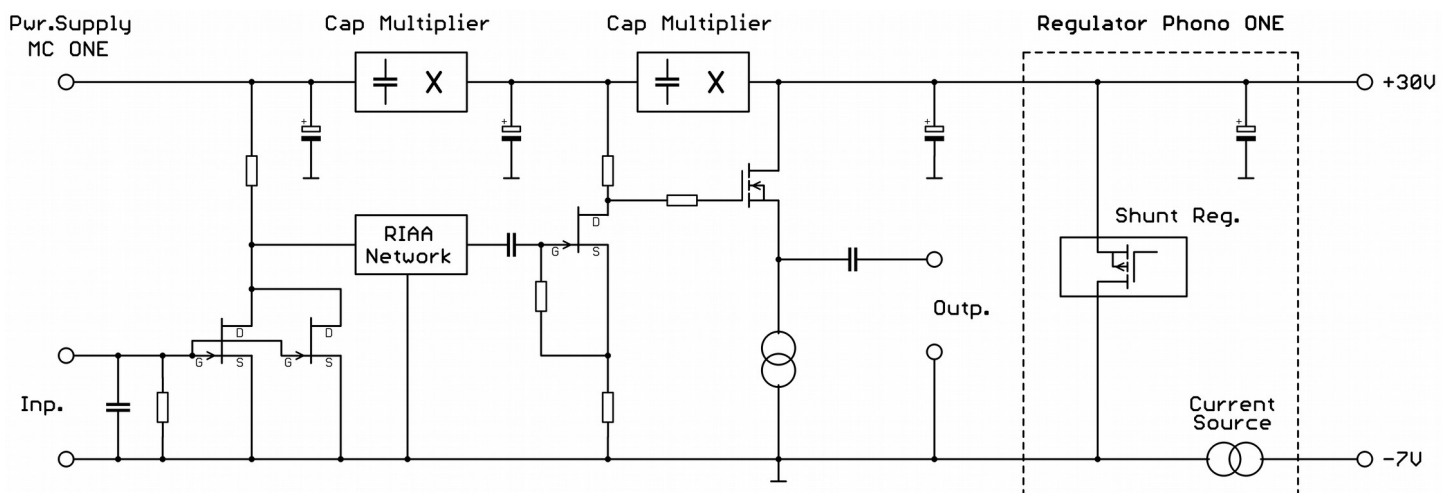 Pwr.Supply
MC ONE
Cap Multiplier
Cap Multiplier
Regulator Phono ONE
X
X
+30V
+
+
+
+
Shunt Reg.
RIAA
Network
D
G S
D
G S
D
G S
Outp.
Inp.
Current
Source
-7V